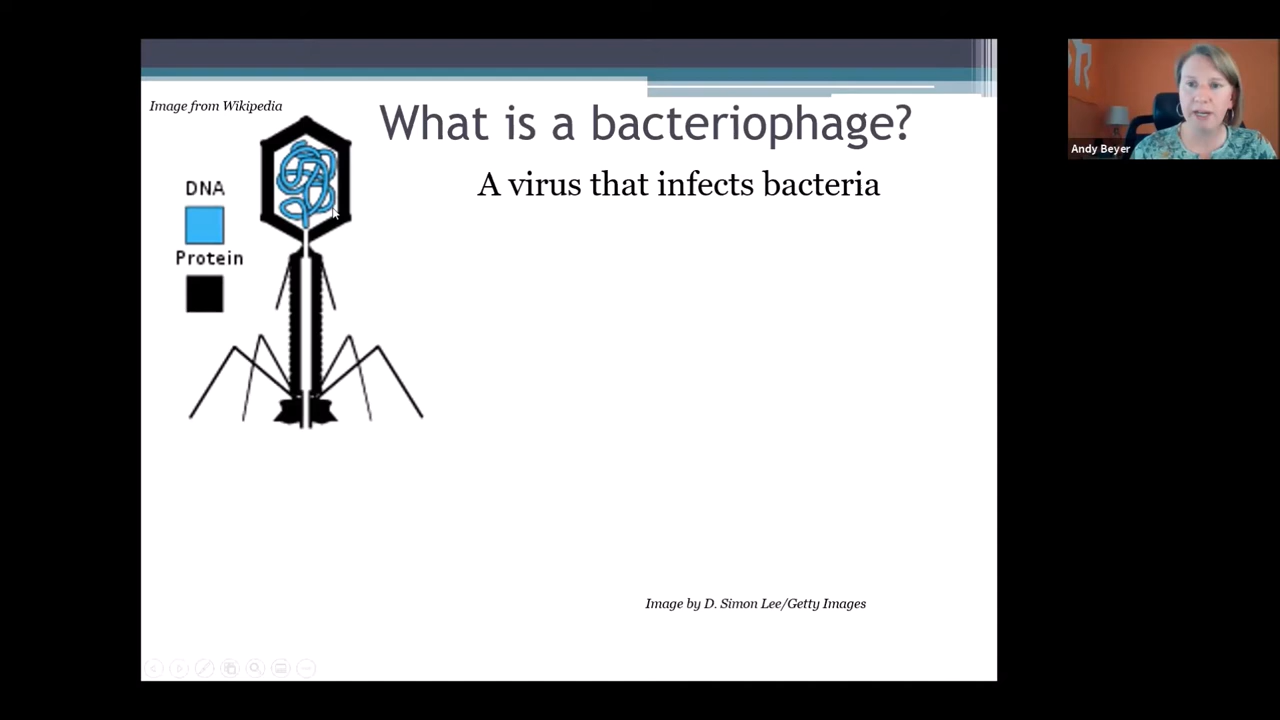 Image from Wikipedia
What is a bacteriophage?
A virus that infects bacteria
DNA
Protein
Image by D. Simon Lee/Getty Images
Andy Beyer